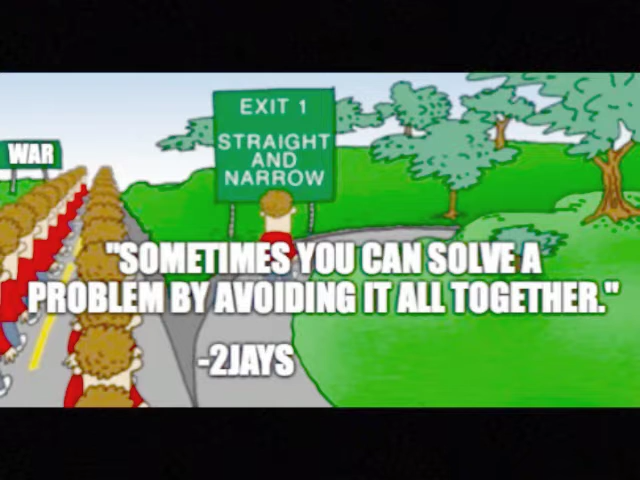 EXIT 1
STRAIGHT
AND
NARROW
WAR
"SOMETIMES YOU CAN SOLVE A
PROBLEM BY AVOIDING IT ALL TOGETHER."
-2JAYS